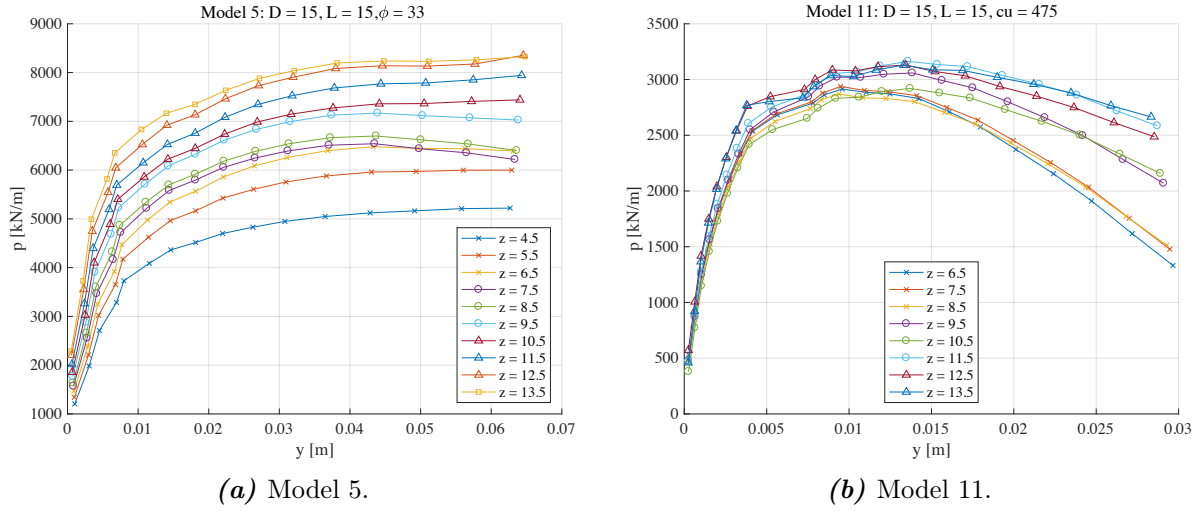 Model 5: D = 15, L = 15,ϕ = 33
9000
8000
7000
6000
5000
4000
3000
2000
1000
p [kN/m]
z = 4.5
z = 5.5
z = 6.5
z = 7.5
z = 8.5
z = 9.5
z = 10.5
z = 11.5
z = 12.5
z = 13.5
0 0.01 0.02 0.03 0.04 0.05 0.06 0.07
y [m]
(a) Model 5.
Model 11: D = 15, L = 15, cu = 475
3500
3000
2500
2000
1500
1000
500
0
p [kN/m]
z = 6.5
z = 7.5
z = 8.5
z = 9.5
z = 10.5
z = 11.5
z = 12.5
z = 13.5
0 0.005 0.01 0.015 0.02 0.025 0.03
y [m]
(b) Model 11.